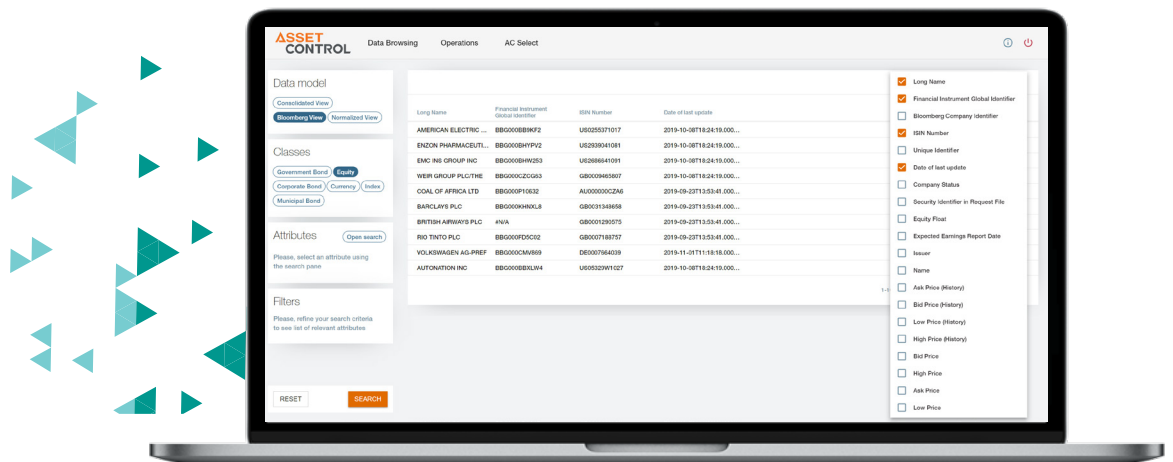 ASSET
CONTROL
Data Browsing Operations AC Select
Data model
Consolidated View
Bloomberg View Normalized View
Classes
Government Bond Equity
Corporate Bond Currency Index
Municipal Bond
Attributes Open search
Please, select an attribute using
the search pane
Filters
Please, refine your search criteria
to see list of relevant attributes
RESET SEARCH
Long Name Financial Instrument Global Identifier ISIN Number Date of last update
AMERICAN ELECTRIC ... BBG000BB9KF2 US0255371017 2019-10-08T18:24:19.000...
ENZON PHARMACEUTI... BBG000BHYPV2 US2939041081 2019-10-08T18:24:19.000...
EMC INS GROUP INC BBG000BHW253 US2686641091 2019-10-08T18:24:19.000...
WEIR GROUP PLC/THE BBG000CZCG63 GB0009465807 2019-10-08T18:24:19.000...
COAL OF AFRICA LTD BBG000P10632 AU000000CZA6 2019-09-23T13:53:41.000...
BARCLAYS PLC BBG000KHNXL8 GB0031348658 2019-09-23T13:53:41.000...
BRITISH AIRWAYS PLC #N/A GB0001290575 2019-09-23T13:53:41.000...
RIO TINTO PLC BBG000FD5C02 GB0007188757 2019-09-23T13:53:41.000...
VOLKSWAGEN AG-PREF BBG000CMV869 DE0007664039 2019-11-01T11:18:18.000...
AUTONATION INC BBG000BBXLW4 US05329W1027 2019-10-08T18:24:19.000...
Long Name
Financial Instrument Global Identifier
Bloomberg Company Identifier
ISIN Number
Unique Identifier
Date of last update
Company Status
Security Identifier in Request File
Equity Float
Expected Earnings Report Date
Issuer
Name
Ask Price (History)
Bid Price (History)
Low Price (History)
High Price (History)
Bid Price
High Price
Ask Price
Low Price